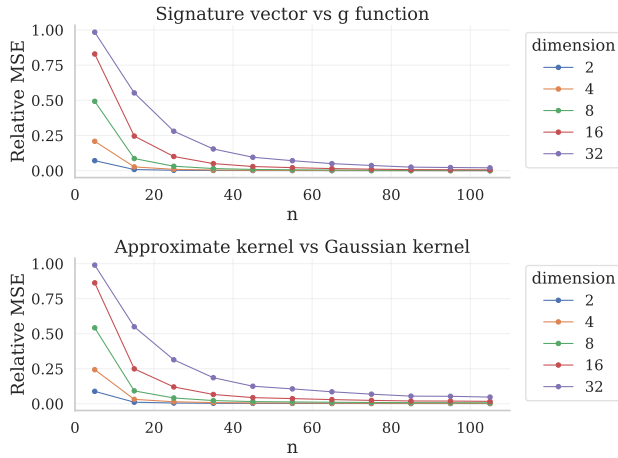 Signature vector vs g function
1.00
0.75
0.50
0.25
0.00
Relative MSE
0 20 40 60 80 100
n
dimension
2
4
8
16
32
Approximate kernel vs Gaussian kernel
1.00
0.75
0.50
0.25
0.00
Relative MSE
0 20 40 60 80 100
n
dimension
2
4
8
16
32